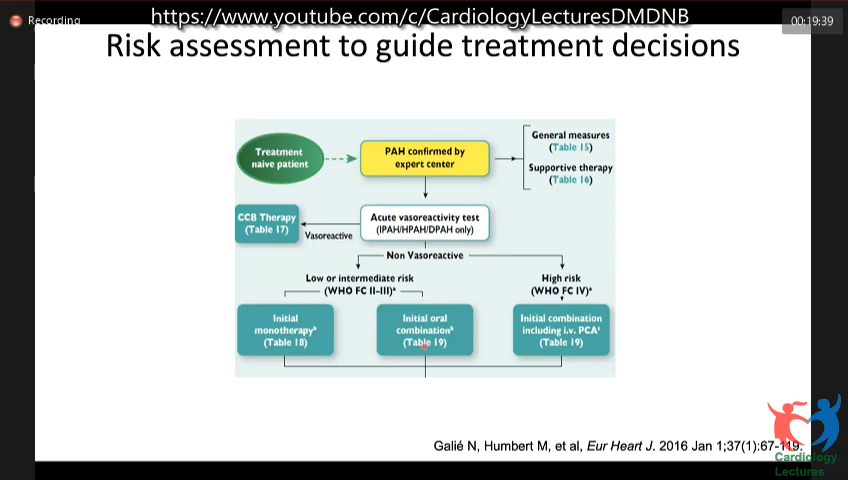 https://www.youtube.com/c/CardiologyLecturesDMDNB
Recording
00:19:39
Risk assessment to guide treatment decisions
Treatment
naive patient
PAH confirmed by
expert center
General measures
(Table 15)
Supportive therapy
(Table 16)
CCB Therapy
(Table 17)
Vasoreactive
Acute vasoreactivity test
(IPAH/HPAH/DPAH only)
Non Vasoreactive
Low or intermediate risk
(WHO FC II–III)ª
High risk
(WHO FC IV)ª
Initial
monotherapyᵇ
(Table 18)
Initial oral
combinationᵇ
(Table 19)
Initial combination
including i.v. PCAᶜ
(Table 19)
Galié N, Humbert M, et al, Eur Heart J. 2016 Jan 1;37(1):67-119.
Cardiology
Lectures